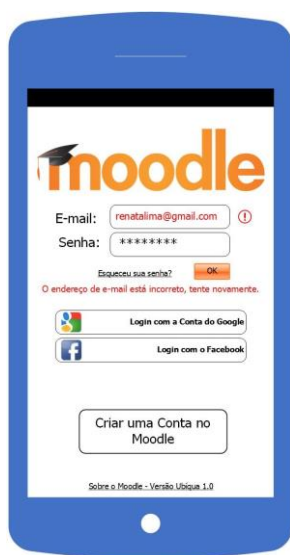 moodle
E-mail: renatalima@gmail.com !
Senha: ********
Esqueceu sua senha? OK
O endereço de e-mail está incorreto, tente novamente.
Login com a Conta do Google
Login com o Facebook
Criar uma Conta no
Moodle
Sobre o Moodle - Versão Ubíqua 1.0